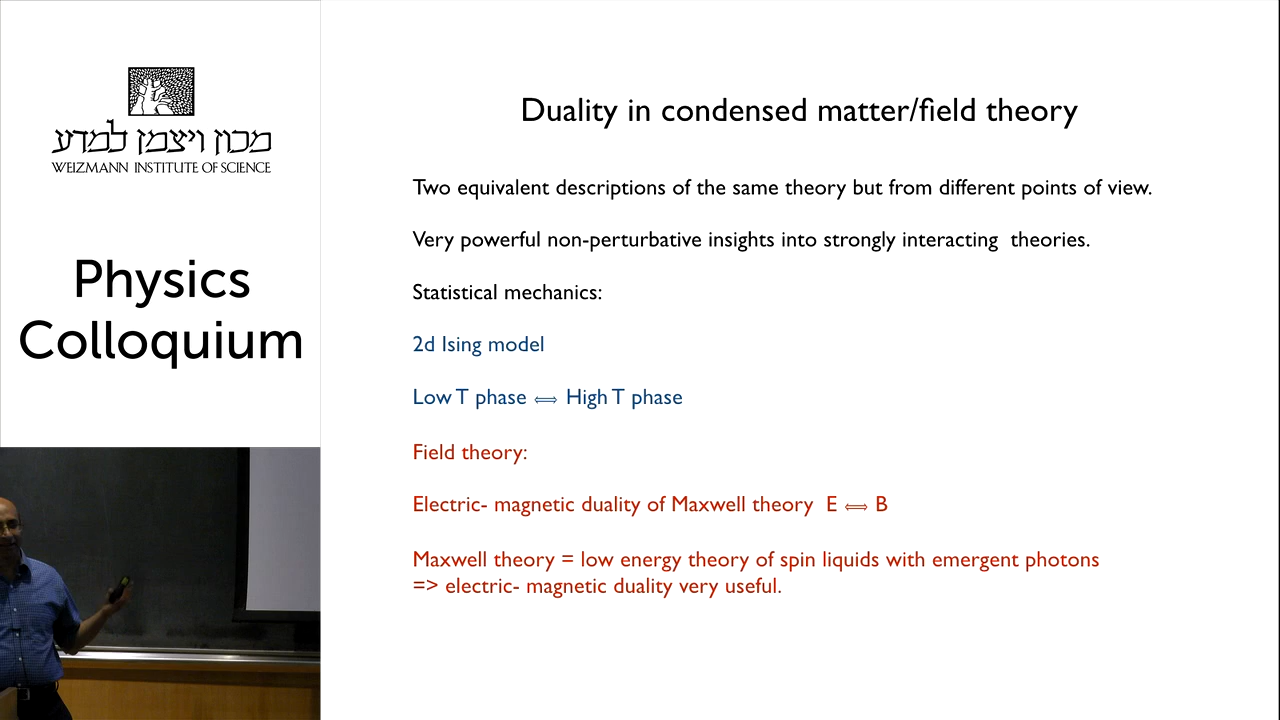 מכון ויצמן למדע
WEIZMANN INSTITUTE OF SCIENCE
Physics
Colloquium
Duality in condensed matter/field theory
Two equivalent descriptions of the same theory but from different points of view.
Very powerful non-perturbative insights into strongly interacting  theories.
Statistical mechanics:
2d Ising model
Low T phase ⟺ High T phase
Field theory:
Electric- magnetic duality of Maxwell theory  E ⟺ B
Maxwell theory = low energy theory of spin liquids with emergent photons
=> electric- magnetic duality very useful.